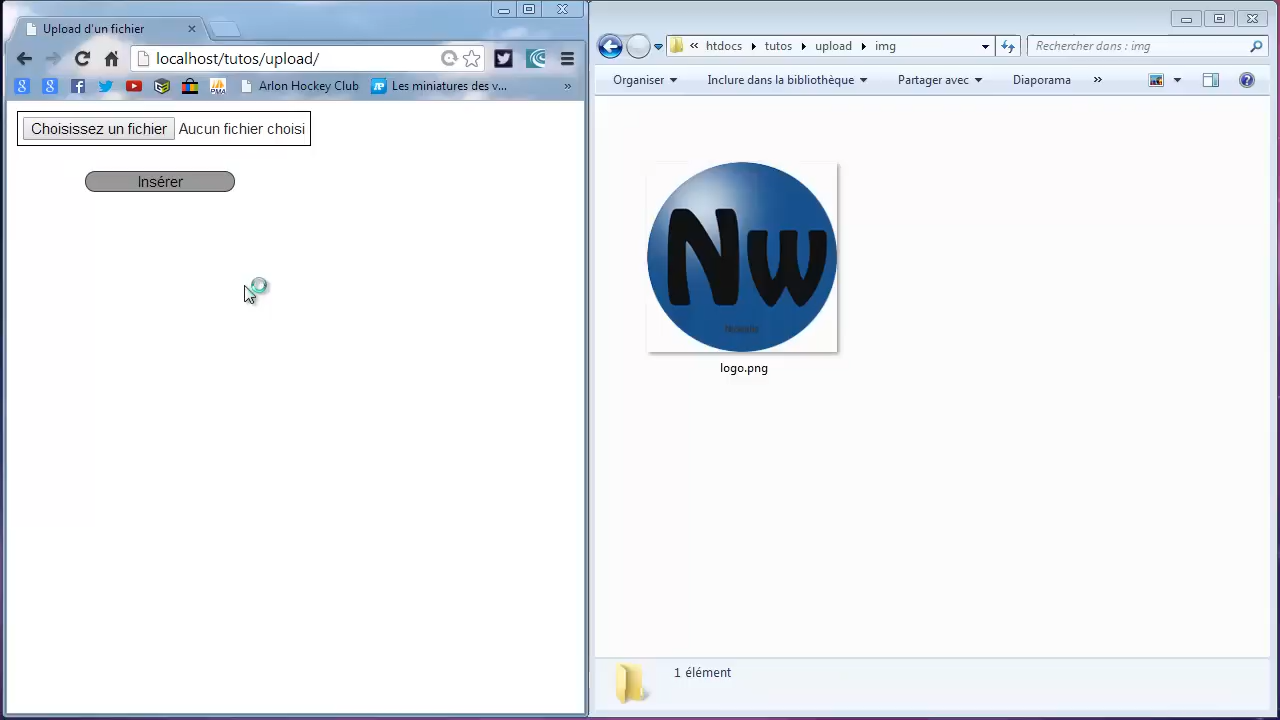 Upload d'un fichier
localhost/tutos/upload/
Arlon Hockey Club
Les miniatures des v...
»
Choisissez un fichier Aucun fichier choisi
Insérer
« htdocs tutos upload img
Rechercher dans : img
Organiser Inclure dans la bibliothèque Partager avec Diaporama »
Nw
logo.png
1 élément